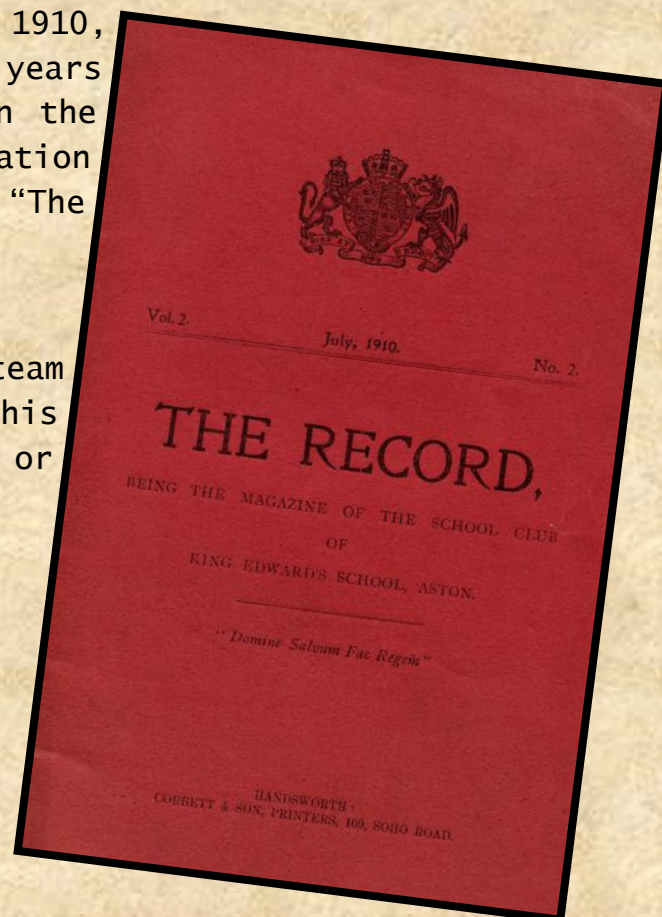 1910,
years
n the
ation
“The
team
his
or
Vol. 2.
July, 1910.
No. 2.
THE RECORD,
BEING THE MAGAZINE OF THE SCHOOL CLUB
OF
KING EDWARD'S SCHOOL, ASTON.
" Domine Salvum Fac Regem "
HANDSWORTH :
CORBETT & SON, PRINTERS, 109, SOHO ROAD.